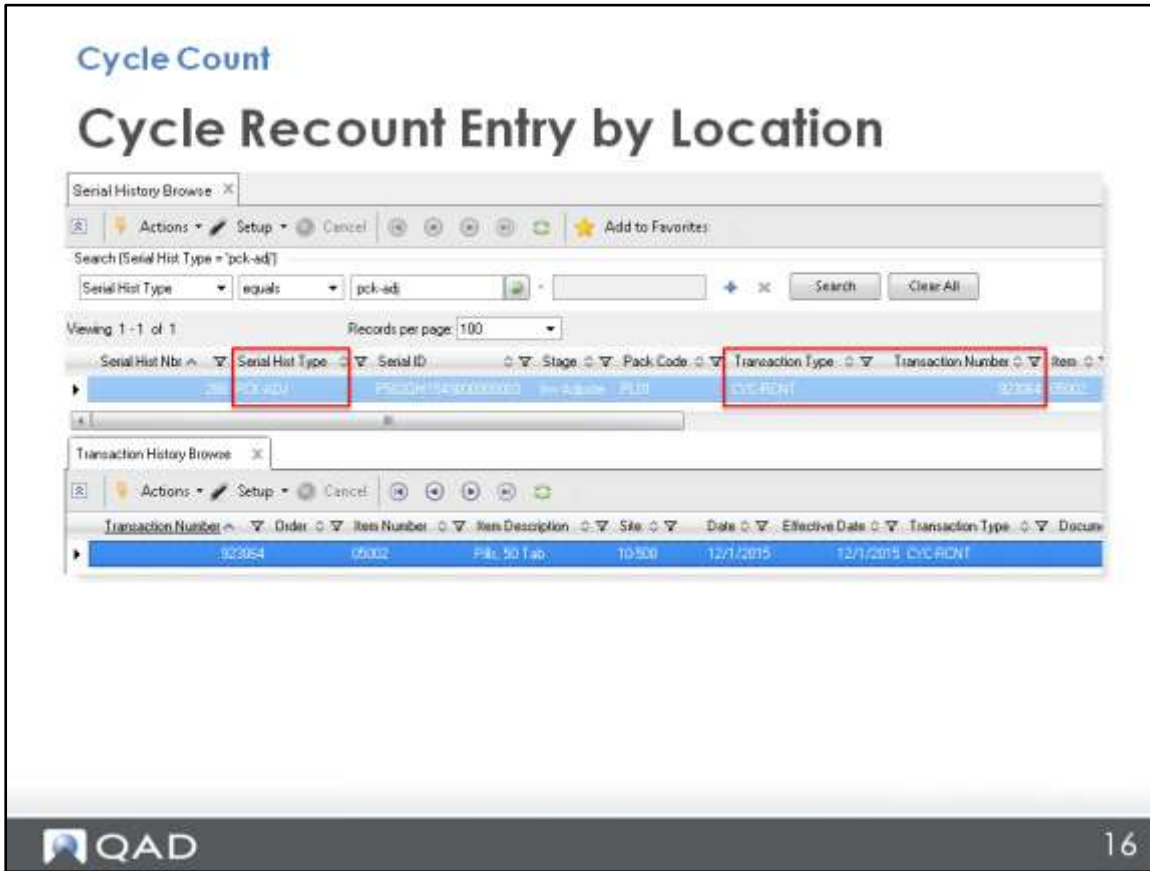 Cycle Count
Cycle Recount Entry by Location
Serial History Browse
Actions Setup Cancel Add to Favorites
Search (Serial Hist Type = 'pck-adj')
Serial Hist Type equals pck-adj - Search Clear All
Viewing 1 - 1 of 1 Records per page 100
Serial Hist Nbr Serial Hist Type Serial ID Stage Pack Code Transaction Type Transaction Number Item
PCK-ADJ PL01 CYC-RCNT 923064 05002
Transaction History Browse
Actions Setup Cancel
Transaction Number Order Item Number Item Description Site Date Effective Date Transaction Type Docume
923064 05002 Pills, 50 Tab 10-500 12/1/2015 12/1/2015 CYC-RCNT
QAD 16